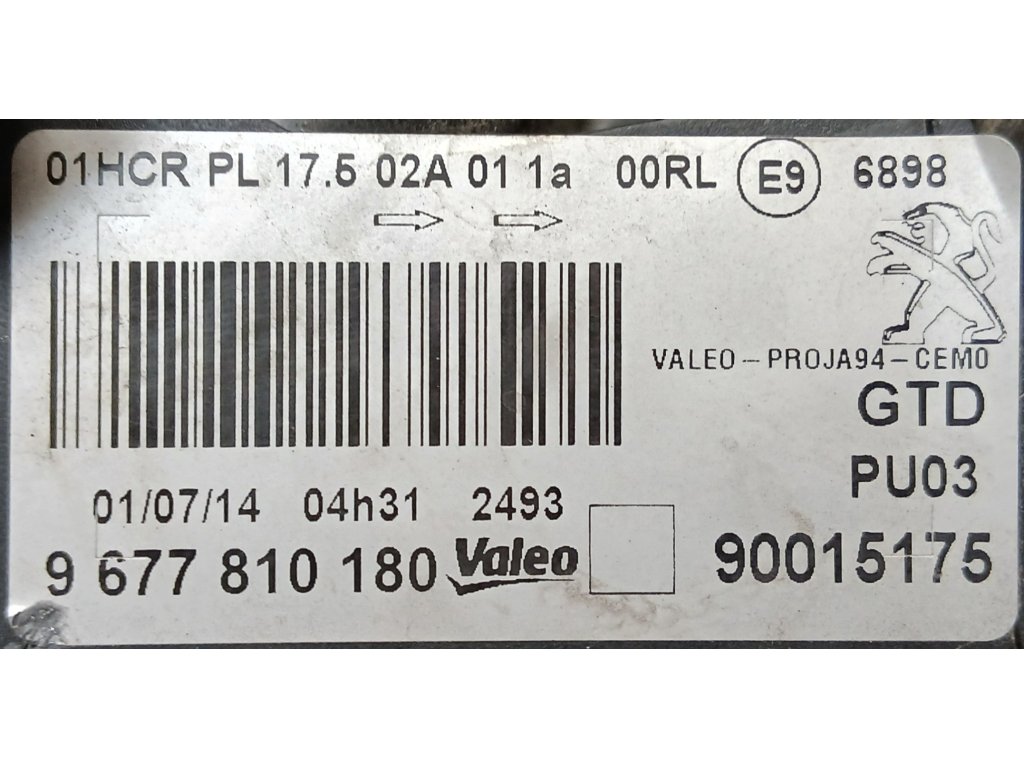 01HCR PL 17.5 02A 01 1a 00RL E9 6898
VALEO-PROJA94-CEMO
GTD
PU03
01/07/14 04h31 2493
9 677 810 180 Valeo 90015175